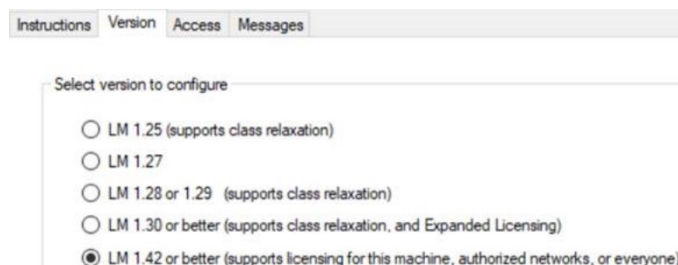 Instructions Version Access Messages
Select version to configure
LM 1.25 (supports class relaxation)
LM 1.27
LM 1.28 or 1.29 (supports class relaxation)
LM 1.30 or better (supports class relaxation, and Expanded Licensing)
LM 1.42 or better (supports licensing for this machine, authorized networks, or everyone)